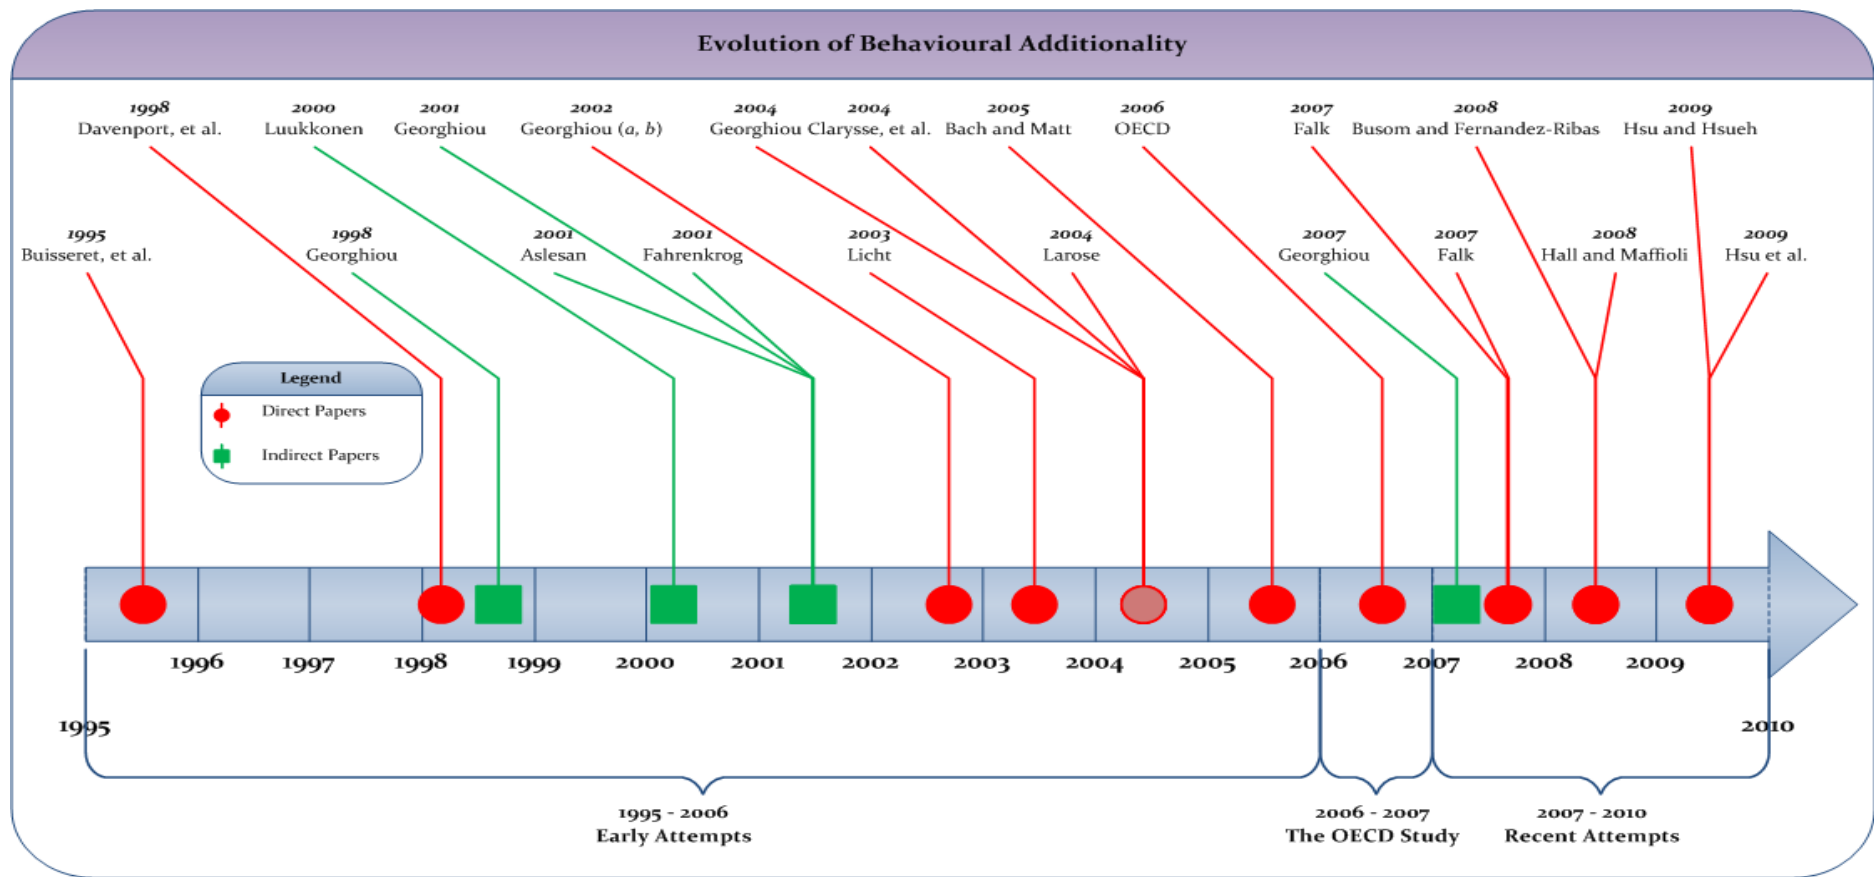 Evolution of Behavioural Additionality
1998
Davenport, et al.
2000
Luukkonen
2001
Georghiou
2002
Georghiou (a, b)
2004
Georghiou
2004
Clarysse, et al.
2005
Bach and Matt
2006
OECD
2007
Falk
2008
Busom and Fernandez-Ribas
2009
Hsu and Hsueh
1995
Buisseret, et al.
1998
Georghiou
2001
Aslesan
2001
Fahrenkrog
2003
Licht
2004
Larose
2007
Georghiou
2007
Falk
2008
Hall and Maffioli
2009
Hsu et al.
Legend
Direct Papers
Indirect Papers
1996 1997 1998 1999 2000 2001 2002 2003 2004 2005 2006 2007 2008 2009
1995 2010
1995 - 2006
Early Attempts
2006 - 2007
The OECD Study
2007 - 2010
Recent Attempts